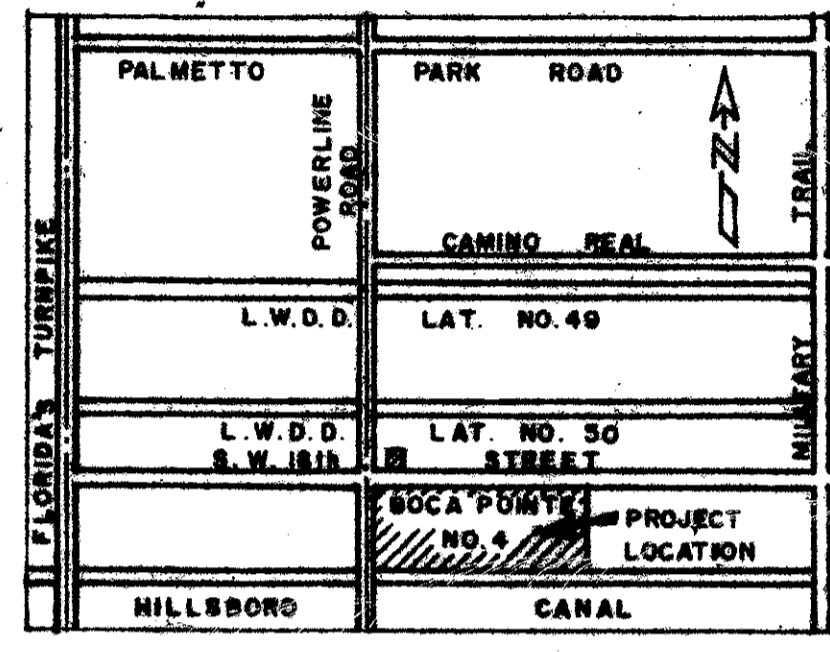 PALMETTO PARK ROAD
POWERLINE
ROAD
N
TRAIL
CAMINO REAL
FLORIDA'S TURNPIKE
L.W.D.D. LAT. NO. 49
MILITARY
L.W.D.D. LAT. NO. 50
S.W. 18th STREET
BOCA POINTE
NO. 4
PROJECT
LOCATION
HILLSBORO CANAL